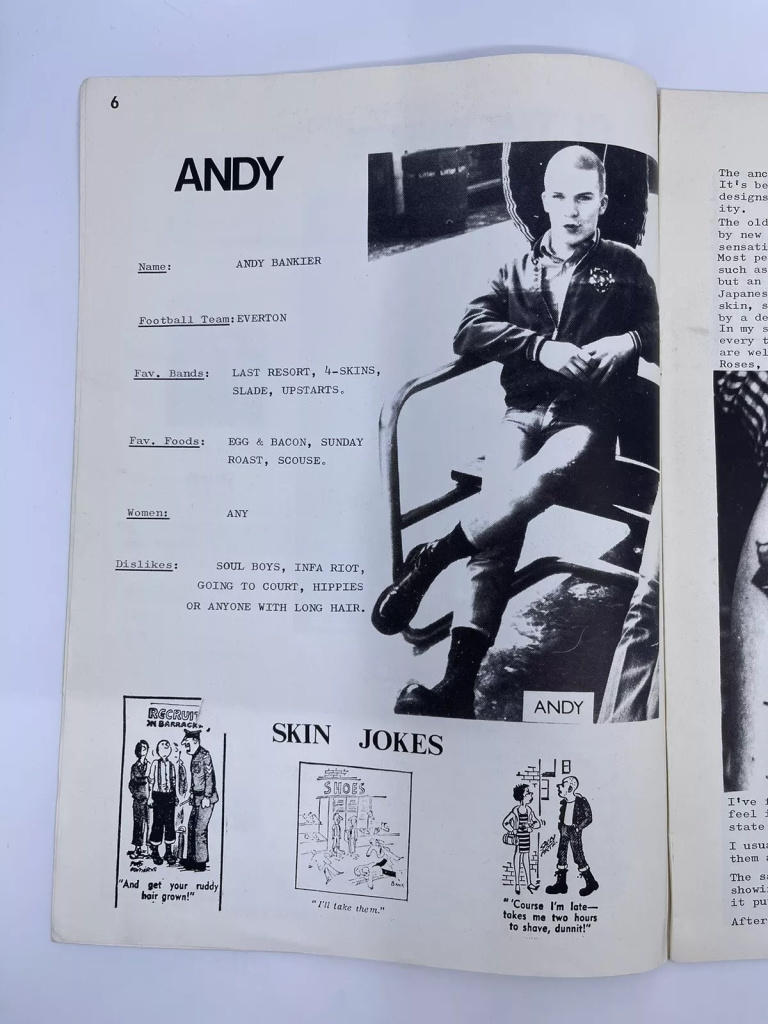 6
ANDY
Name: ANDY BANKIER
Football Team: EVERTON
Fav. Bands: LAST RESORT, 4-SKINS,
SLADE, UPSTARTS.
Fav. Foods: EGG & BACON, SUNDAY
ROAST, SCOUSE.
Women: ANY
Dislikes: SOUL BOYS, INFA RIOT,
GOING TO COURT, HIPPIES
OR ANYONE WITH LONG HAIR.
ANDY
SKIN JOKES
RECRUIT
IN BARRACKS
"And get your ruddy
hair grown!"
SHOES
"I'll take them."
"'Course I'm late—
takes me two hours
to shave, dunnit!"
The anc
It's be
designs
ity.
The old
by new
sensati
Most pe
such as
but an
Japanes
skin, s
by a de
In my s
every t
are wel
Roses,
I've
feel i
state
I usua
them a
The sa
showin
it pu
After